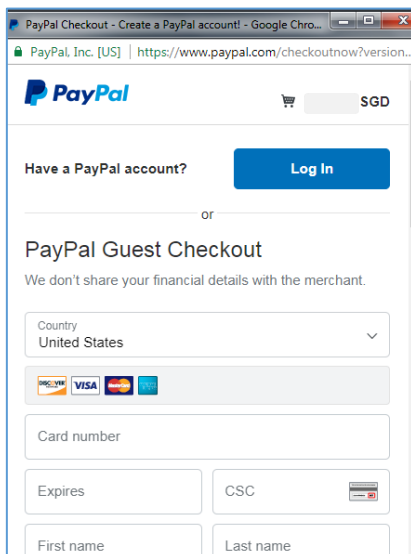 PayPal Checkout - Create a PayPal account! - Google Chro...
PayPal, Inc. [US] | https://www.paypal.com/checkoutnow?version...
PayPal
SGD
Have a PayPal account?
Log In
or
PayPal Guest Checkout
We don't share your financial details with the merchant.
Country
United States
DISCOVER VISA MasterCard
Card number
Expires
CSC
First name
Last name